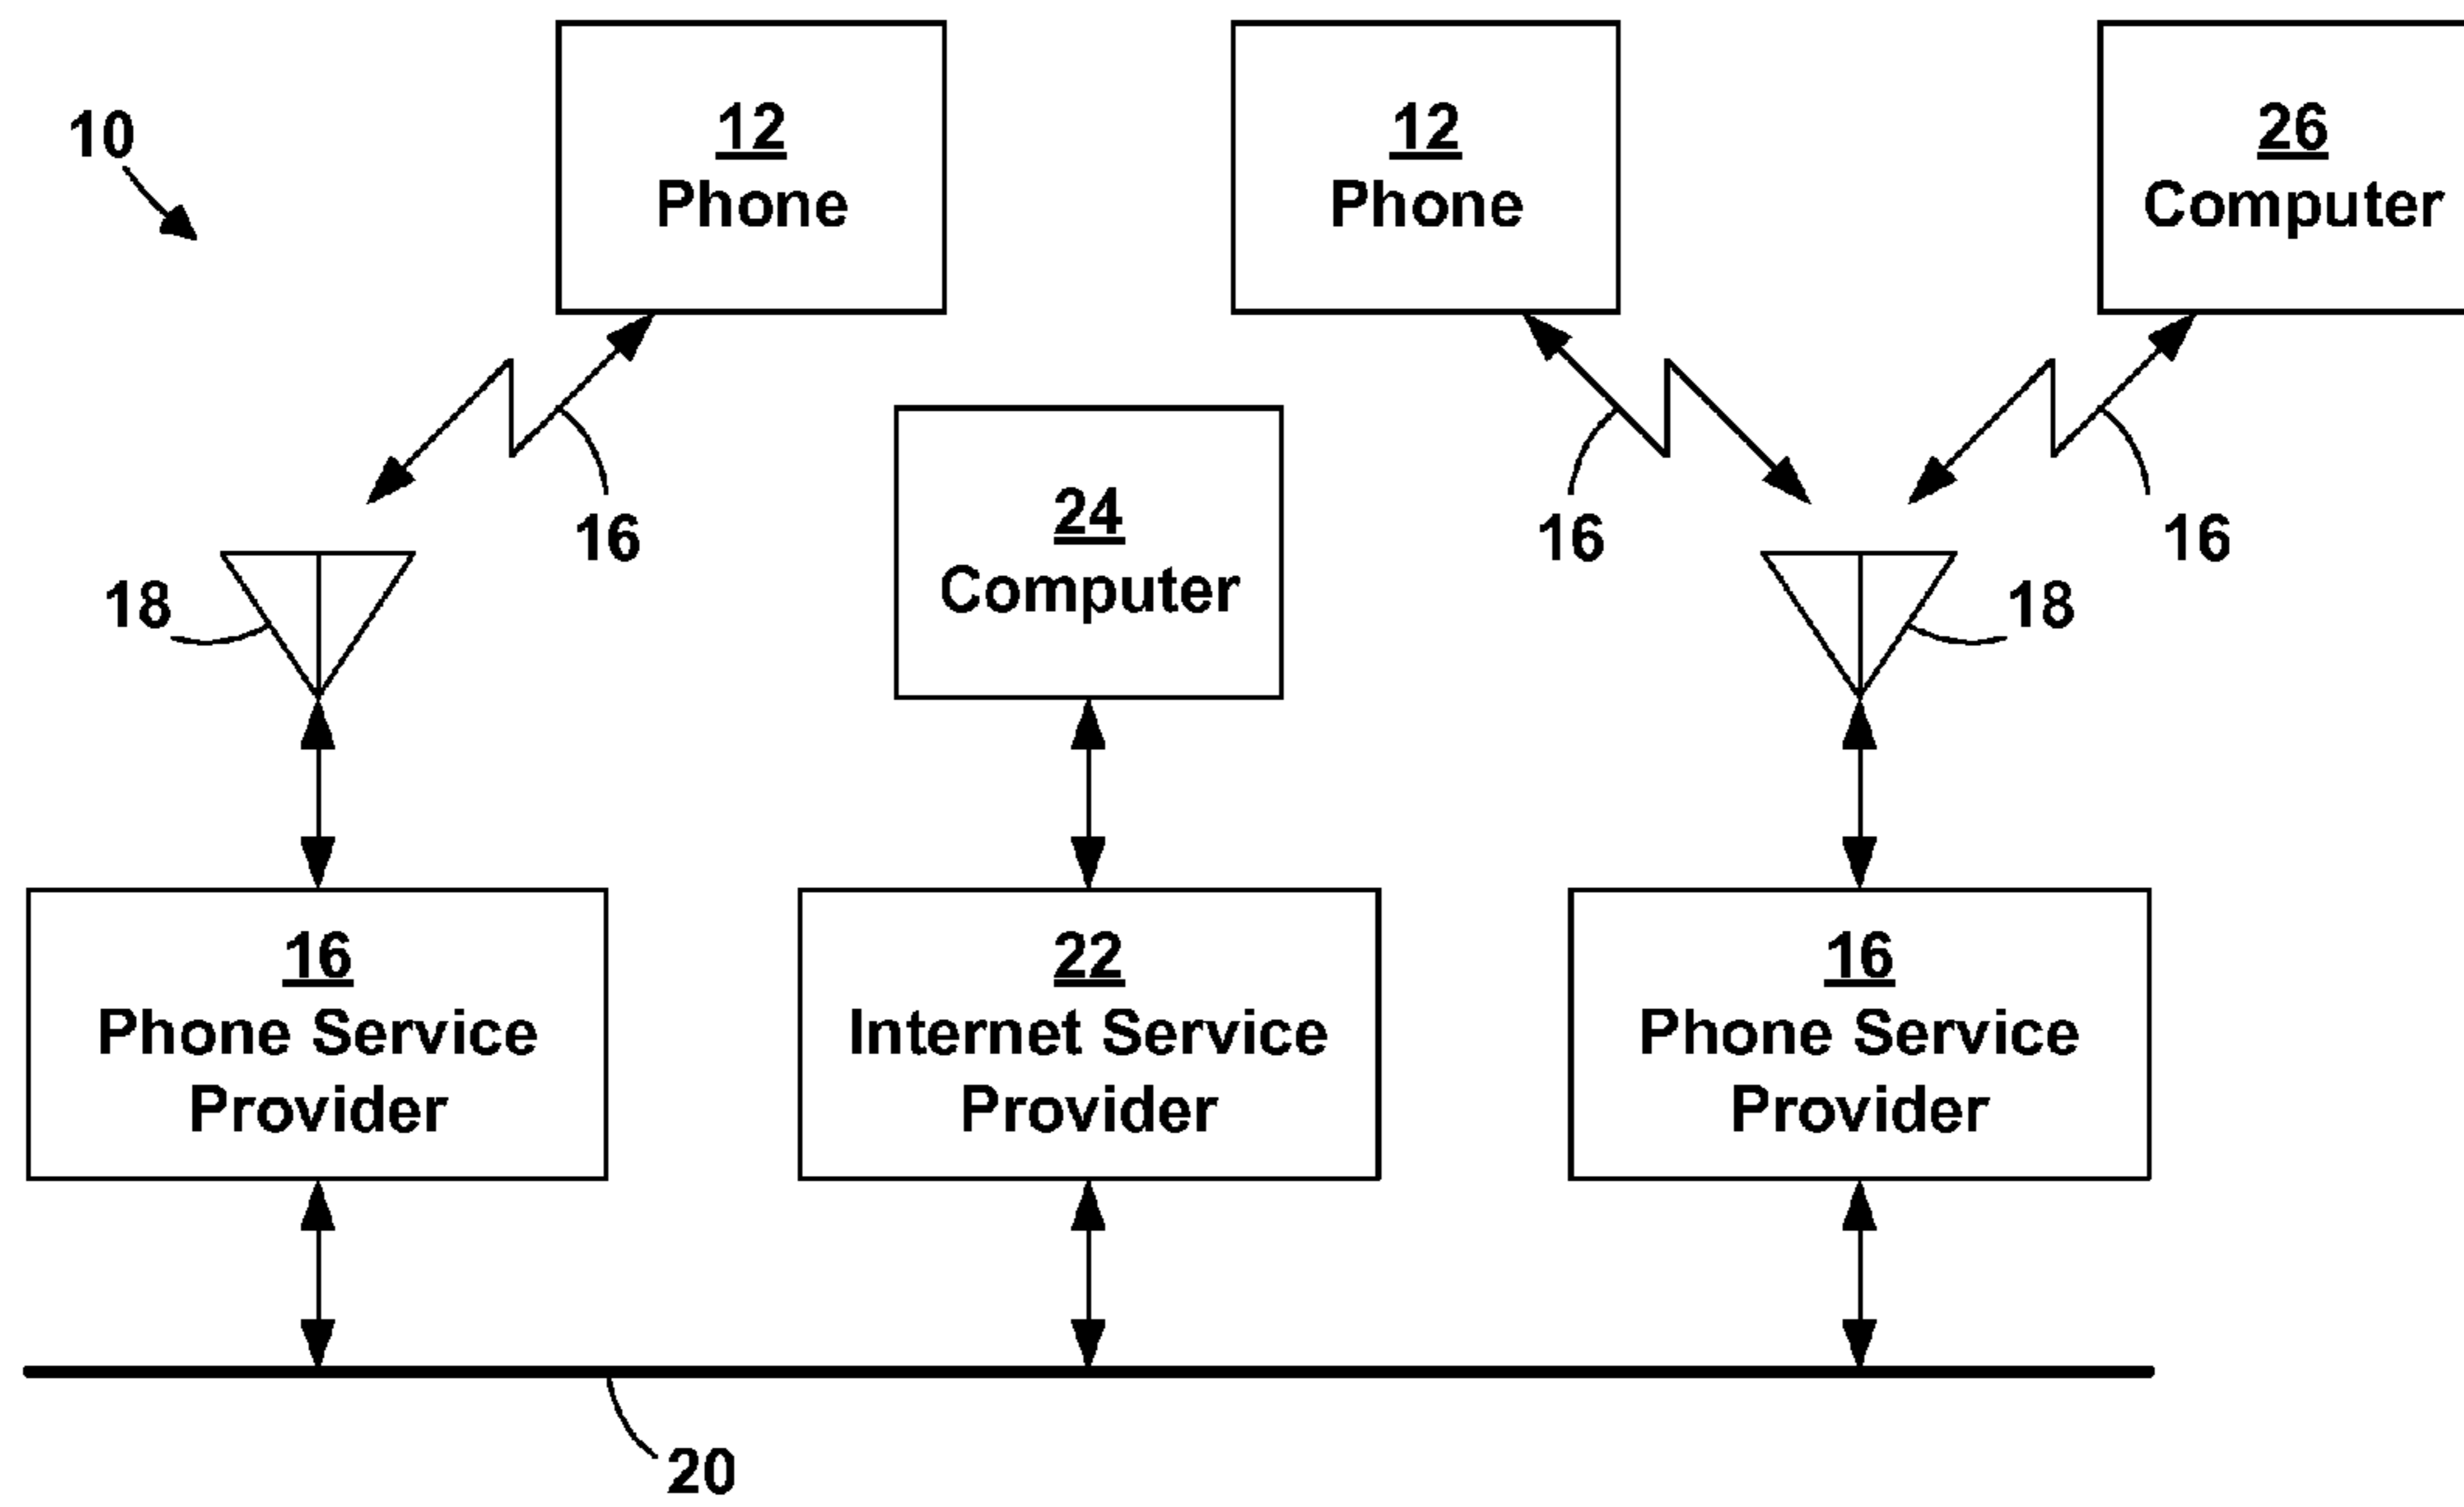 10
12
Phone
12
Phone
26
Computer
16
24
Computer
16
16
18
18
16
Phone Service
Provider
22
Internet Service
Provider
16
Phone Service
Provider
20